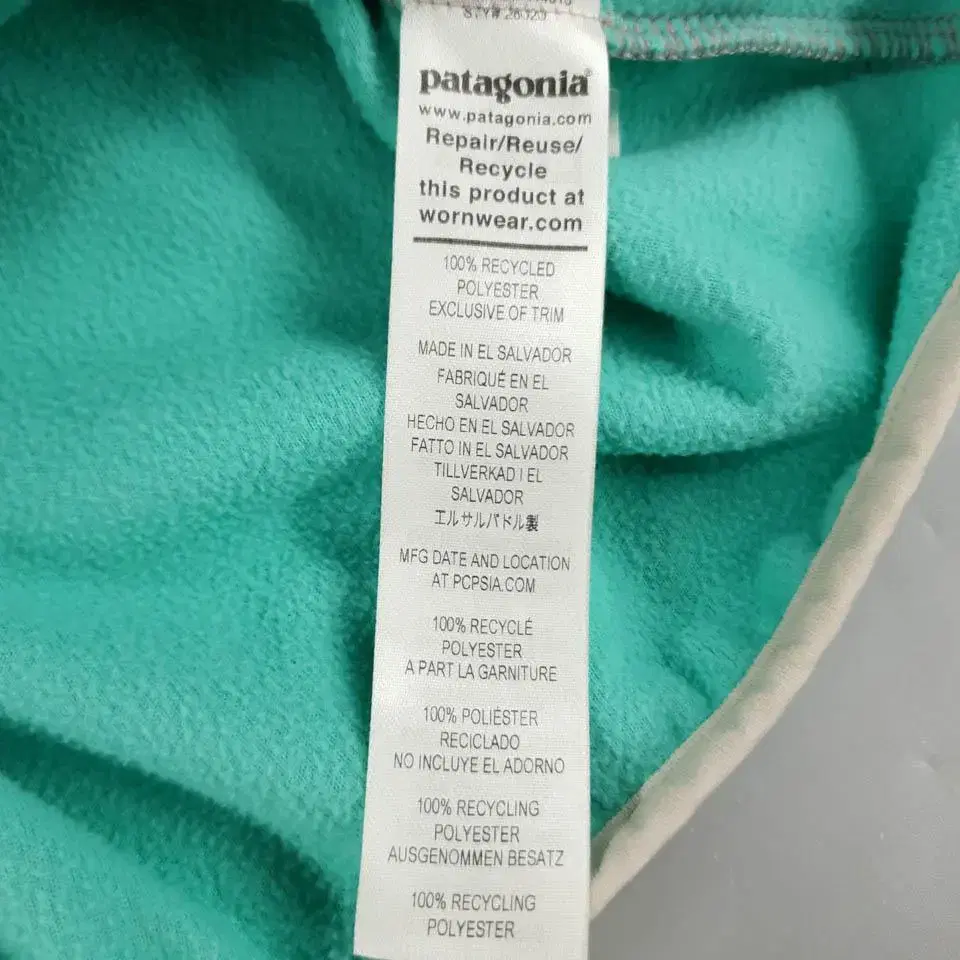 STY# 26020
patagonia®
www.patagonia.com
Repair/Reuse/
Recycle
this product at
wornwear.com
100% RECYCLED
POLYESTER
EXCLUSIVE OF TRIM
MADE IN EL SALVADOR
FABRIQUÉ EN EL
SALVADOR
HECHO EN EL SALVADOR
FATTO IN EL SALVADOR
TILLVERKAD I EL
SALVADOR
エルサルバドル製
MFG DATE AND LOCATION
AT PCPSIA.COM
100% RECYCLÉ
POLYESTER
A PART LA GARNITURE
100% POLIÉSTER
RECICLADO
NO INCLUYE EL ADORNO
100% RECYCLING
POLYESTER
AUSGENOMMEN BESATZ
100% RECYCLING
POLYESTER